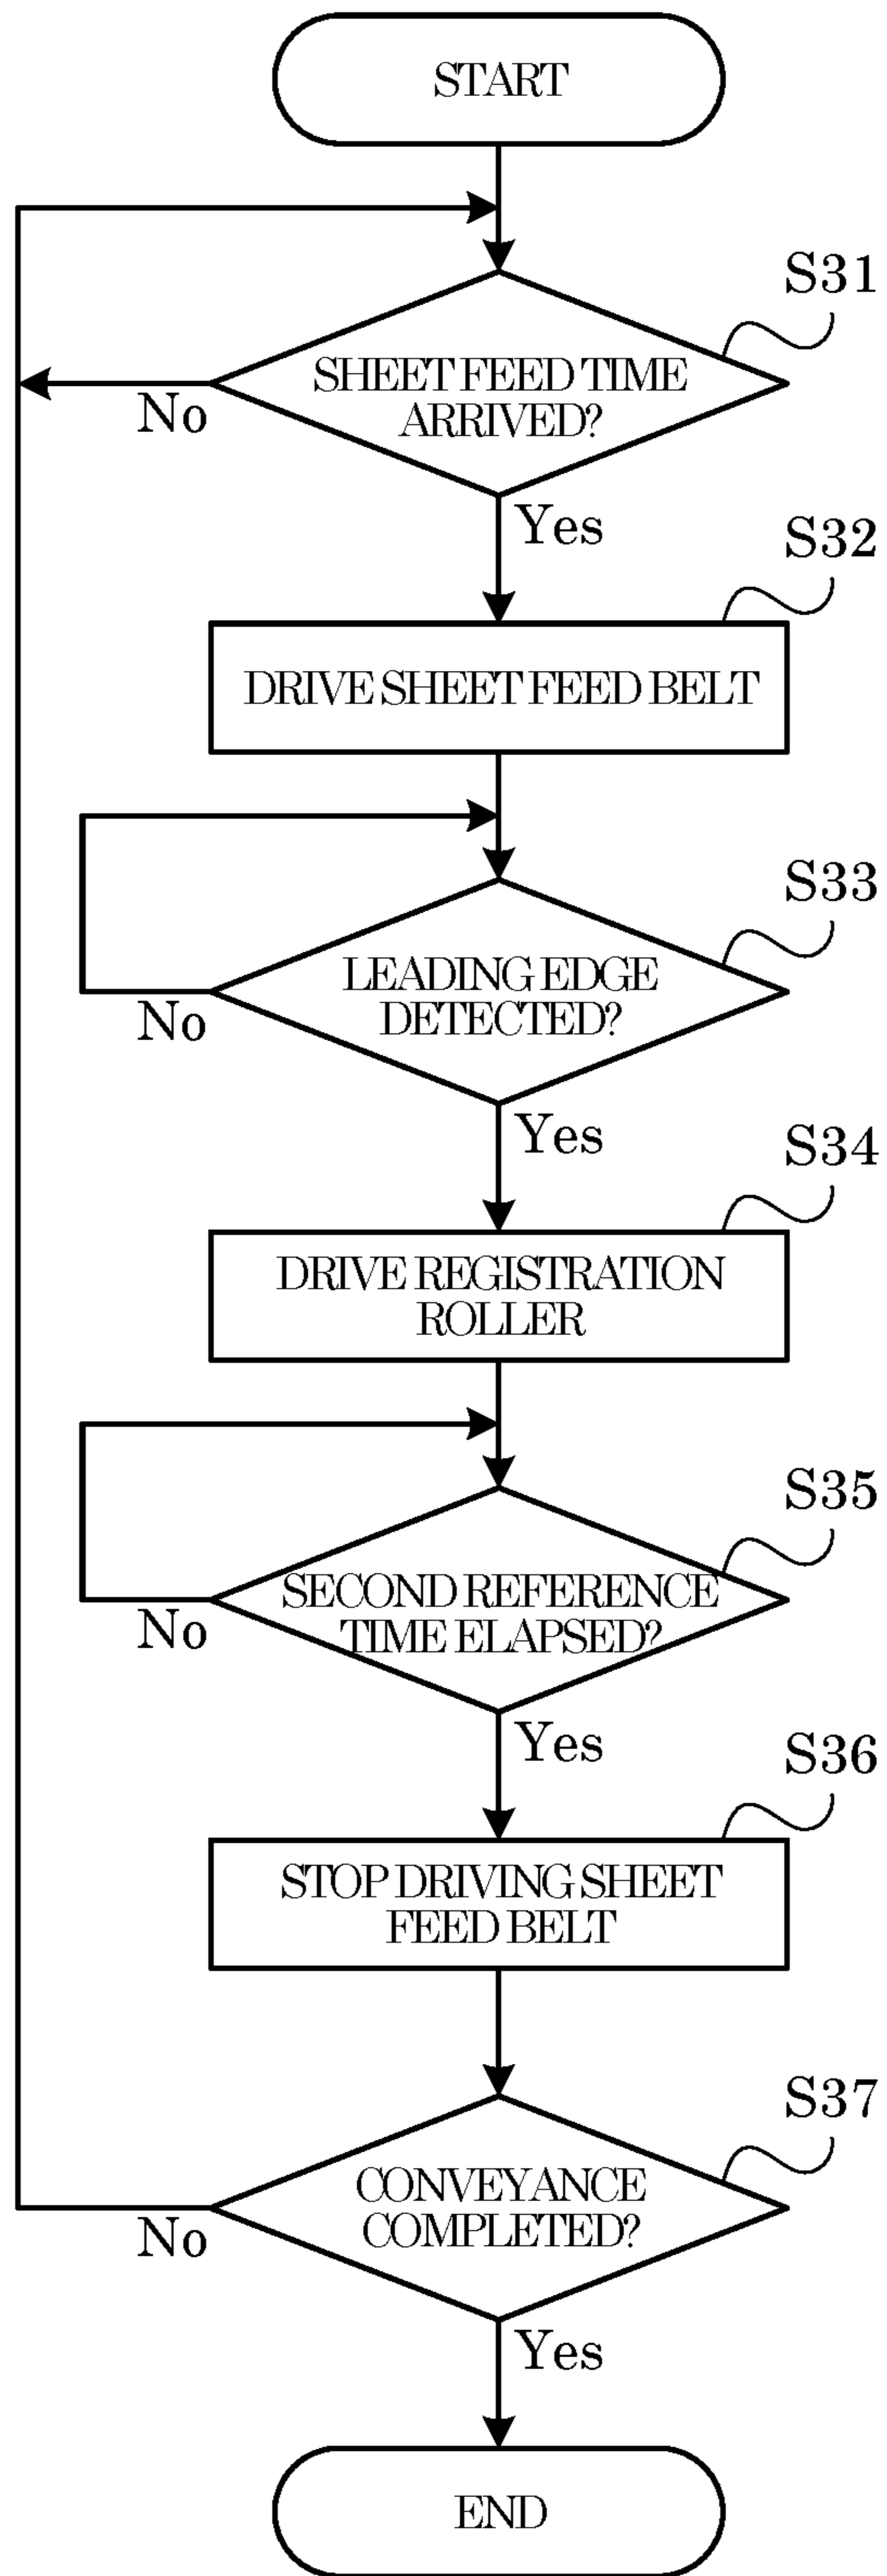 START
S31
SHEET FEED TIME
ARRIVED?
No
Yes
S32
DRIVE SHEET FEED BELT
S33
LEADING EDGE
DETECTED?
No
Yes
S34
DRIVE REGISTRATION
ROLLER
S35
SECOND REFERENCE
TIME ELAPSED?
No
Yes
S36
STOP DRIVING SHEET
FEED BELT
S37
CONVEYANCE
COMPLETED?
No
Yes
END